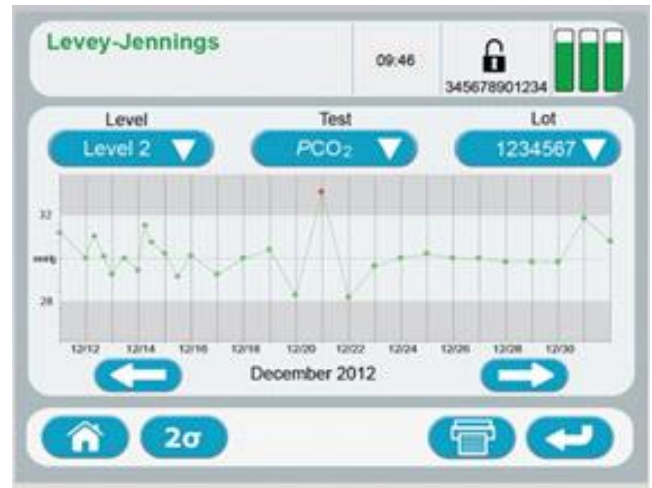 Levey-Jennings
09:46
345678901234
Level
Test
Lot
Level 2
PCO2
1234567
32
mmHg
28
12/12
12/14
12/16
12/18
12/20
12/22
12/24
12/26
12/28
12/30
December 2012
2σ